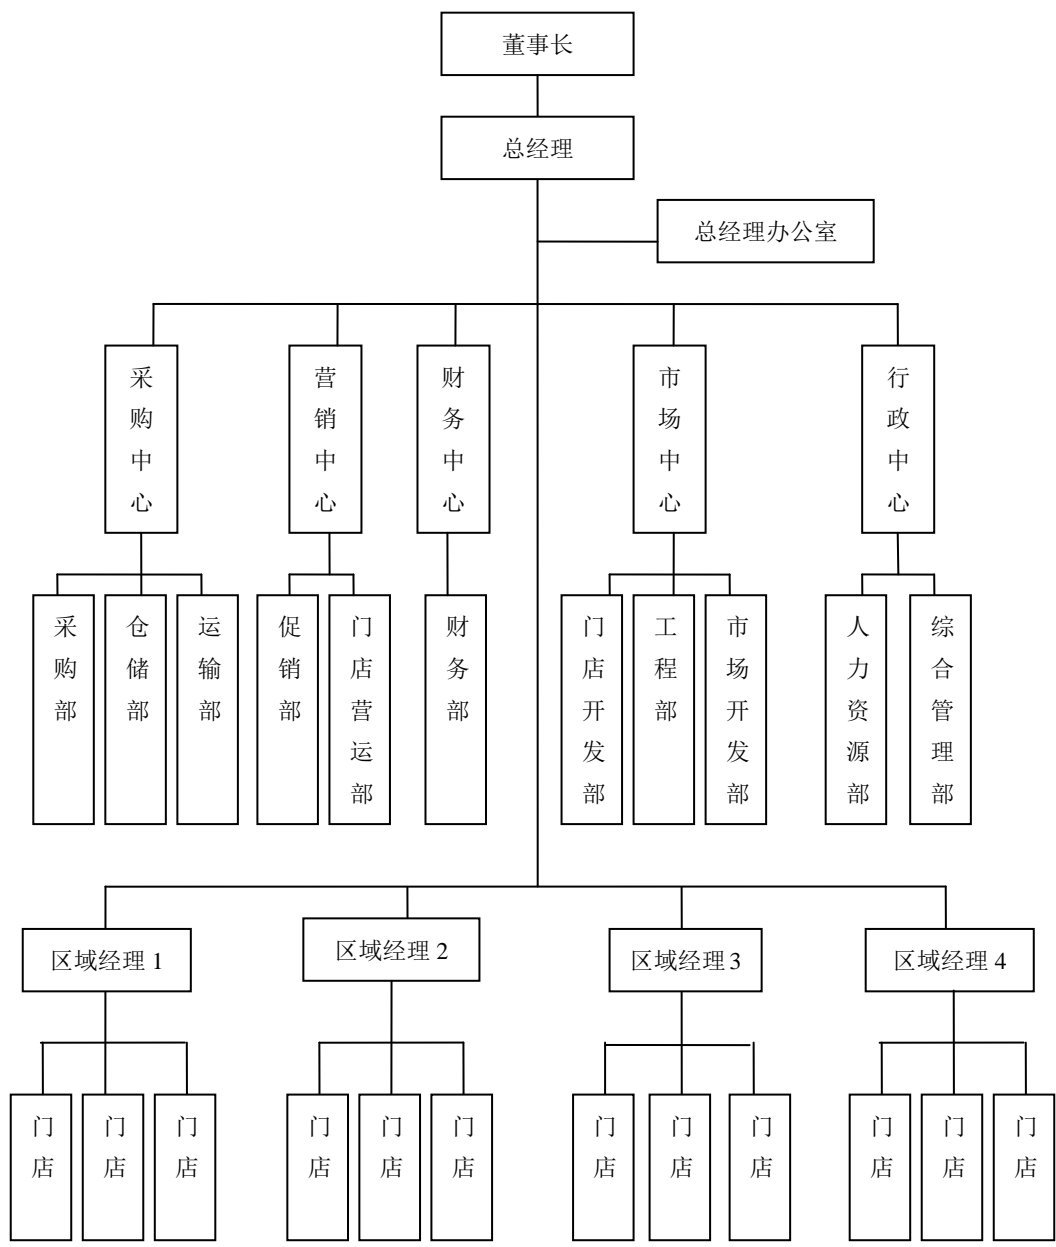 董事长
总经理
总经理办公室
采购中心
营销中心
财务中心
市场中心
行政中心
采购部
仓储部
运输部
促销部
门店营运部
财务部
门店开发部
工程部
市场开发部
人力资源部
综合管理部
区域经理 1
区域经理 2
区域经理 3
区域经理 4
门店
门店
门店
门店
门店
门店
门店
门店
门店
门店
门店
门店